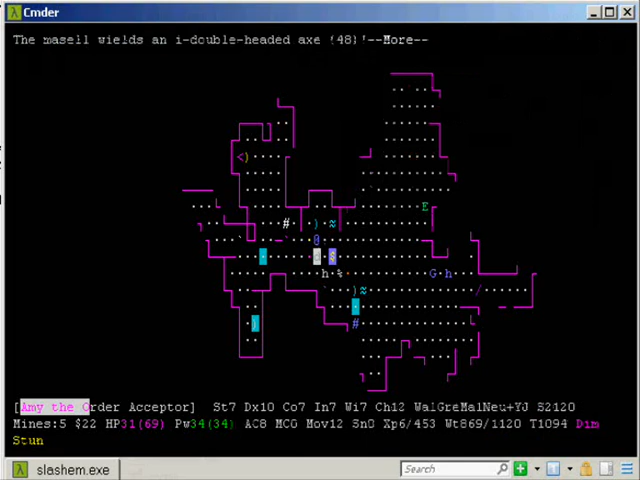 Cmder
The masell wields an i-double-headed axe {48}!--More--
[Amy the Order Acceptor] St7 Dx10 Co7 In7 Wi7 Ch12 WalGreMalNeu+YJ S2120
Mines:5 $22 HP31(69) Pw34(34) AC8 MC0 Mov12 Sn0 Xp6/453 Wt869/1120 T1094 Dim
Stun
slashem.exe
Search